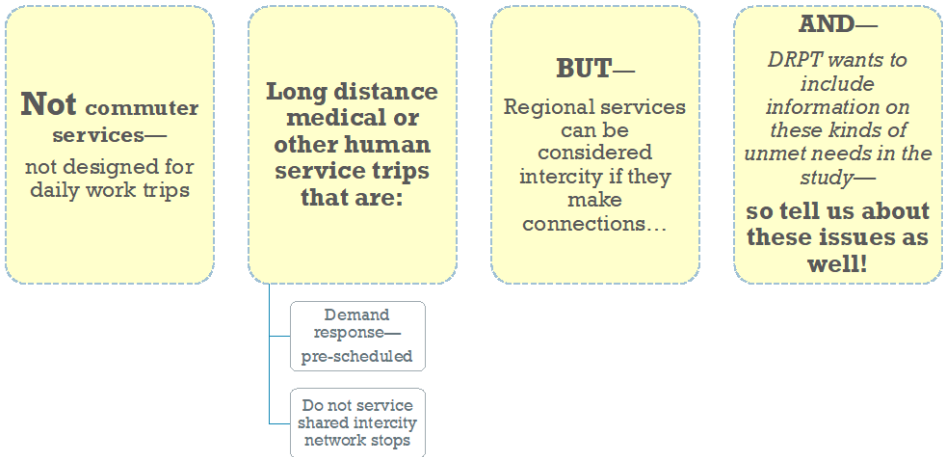 Not commuter
services—
not designed for
daily work trips
Long distance
medical or
other human
service trips
that are:
Demand
response—
pre-scheduled
Do not service
shared intercity
network stops
BUT—
Regional services
can be
considered
intercity if they
make
connections…
AND—
DRPT wants to
include
information on
these kinds of
unmet needs in the
study—
so tell us about
these issues as
well!